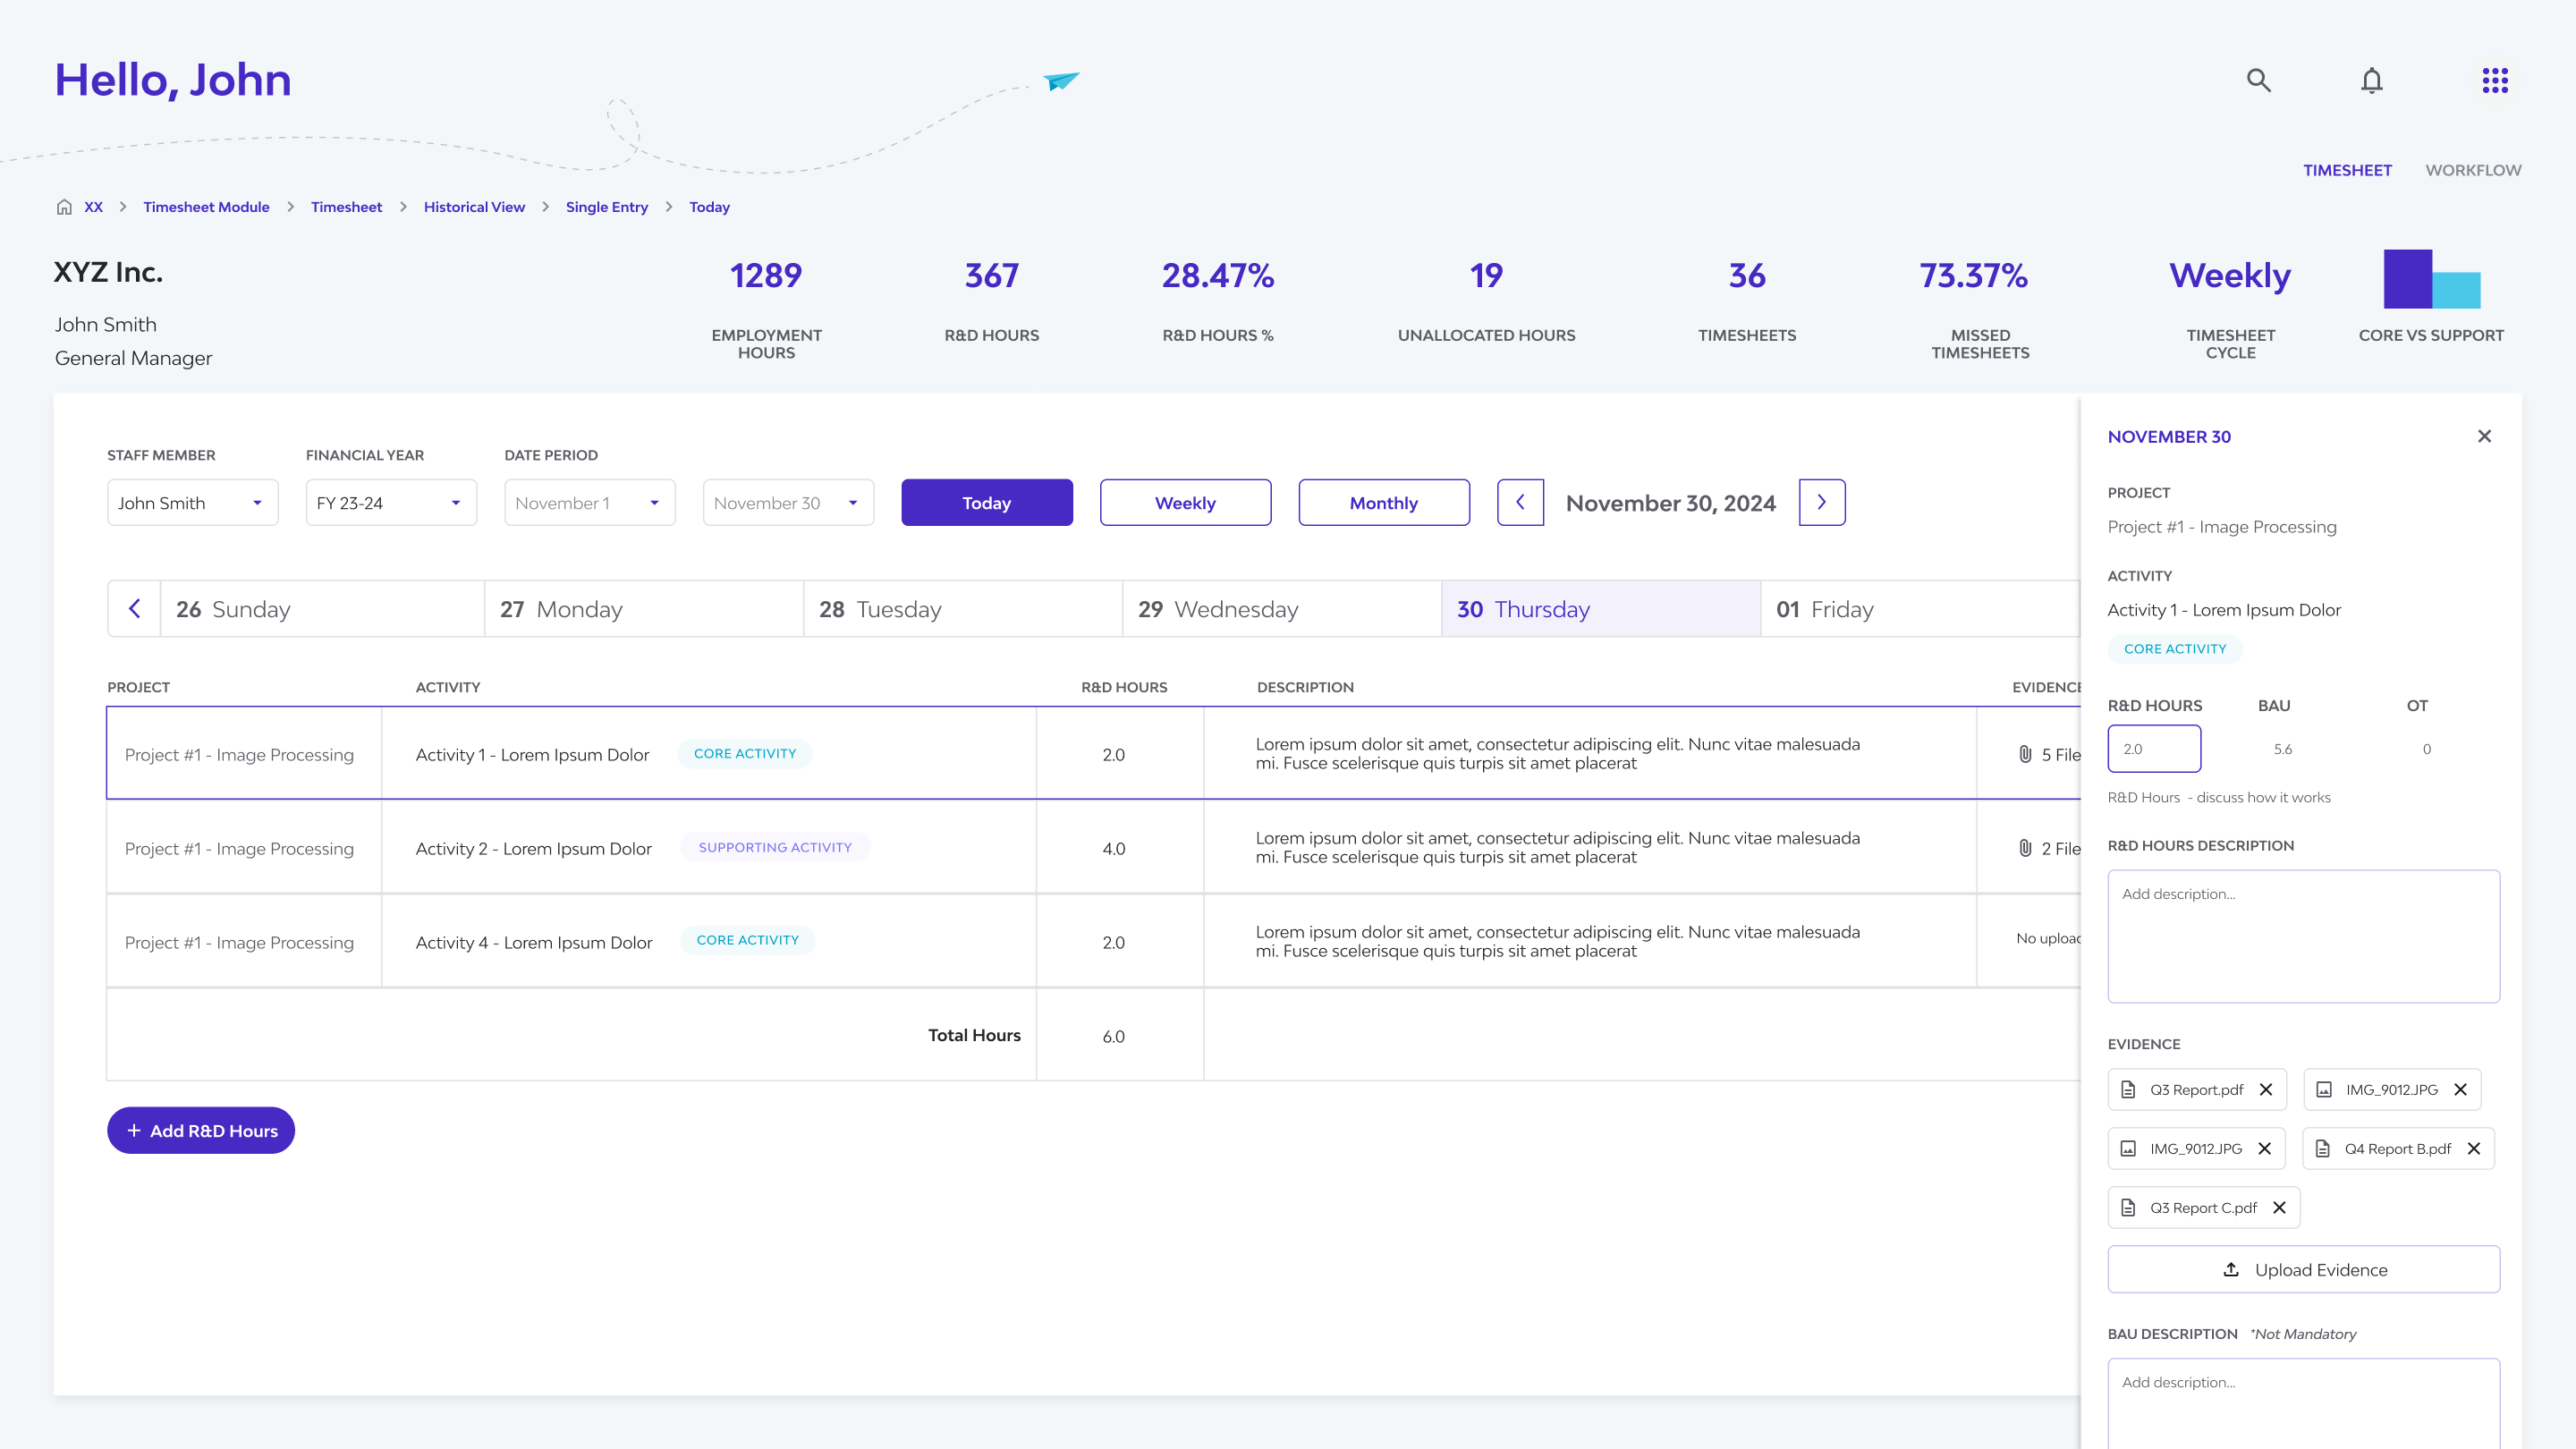 Hello, John
TIMESHEET WORKFLOW
XX > Timesheet Module > Timesheet > Historical View > Single Entry > Today
XYZ Inc.
John Smith
General Manager
1289
EMPLOYMENT
HOURS
367
R&D HOURS
28.47%
R&D HOURS %
19
UNALLOCATED HOURS
36
TIMESHEETS
73.37%
MISSED
TIMESHEETS
Weekly
TIMESHEET
CYCLE
CORE VS SUPPORT
STAFF MEMBER FINANCIAL YEAR DATE PERIOD
John Smith FY 23-24 November 1 November 30 Today Weekly Monthly November 30, 2024
26 Sunday 27 Monday 28 Tuesday 29 Wednesday 30 Thursday 01 Friday
PROJECT ACTIVITY R&D HOURS DESCRIPTION EVIDENCE
Project #1 - Image Processing Activity 1 - Lorem Ipsum Dolor CORE ACTIVITY 2.0
Lorem ipsum dolor sit amet, consectetur adipiscing elit. Nunc vitae malesuada
mi. Fusce scelerisque quis turpis sit amet placerat
5 File
Project #1 - Image Processing Activity 2 - Lorem Ipsum Dolor SUPPORTING ACTIVITY 4.0
Lorem ipsum dolor sit amet, consectetur adipiscing elit. Nunc vitae malesuada
mi. Fusce scelerisque quis turpis sit amet placerat
2 File
Project #1 - Image Processing Activity 4 - Lorem Ipsum Dolor CORE ACTIVITY 2.0
Lorem ipsum dolor sit amet, consectetur adipiscing elit. Nunc vitae malesuada
mi. Fusce scelerisque quis turpis sit amet placerat
No uploac
Total Hours 6.0
+ Add R&D Hours
NOVEMBER 30
PROJECT
Project #1 - Image Processing
ACTIVITY
Activity 1 - Lorem Ipsum Dolor
CORE ACTIVITY
R&D HOURS BAU OT
2.0 5.6 0
R&D Hours - discuss how it works
R&D HOURS DESCRIPTION
Add description...
EVIDENCE
Q3 Report.pdf IMG_9012.JPG
IMG_9012.JPG Q4 Report B.pdf
Q3 Report C.pdf
Upload Evidence
BAU DESCRIPTION *Not Mandatory
Add description...